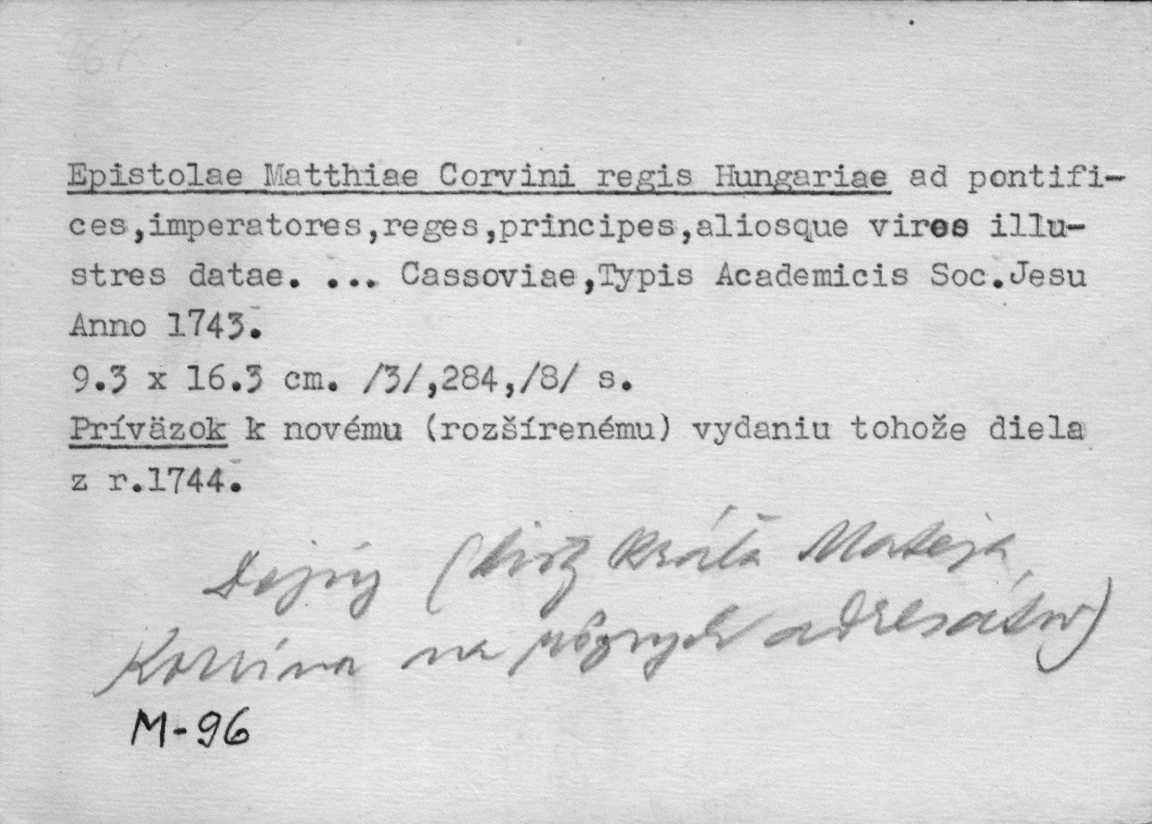 Epistolae Matthiae Corvini regis Hungariae ad pontifi-
ces,imperatores,reges,principes,aliosque viros illu-
stres datae. ... Cassoviae,Typis Academicis Soc.Jesu
Anno 1743.
9.3 x 16.3 cm. /3/,284,/8/ s.
Príväzok k novému (rozšírenému) vydaniu tohože diela
z r.1744.
Dejiny (listy kráľa Mateja
Korvína na rôznych adresátov)
M-96